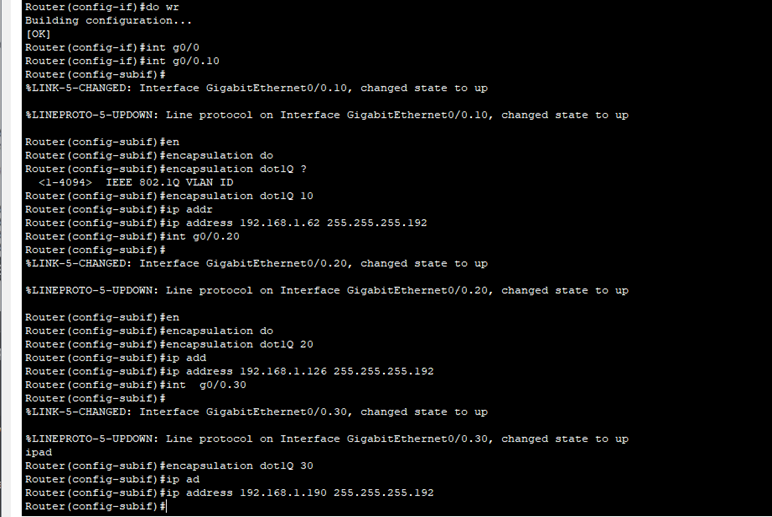 Router(config-if)#do wr
Building configuration...
[OK]
Router(config-if)#int g0/0
Router(config-if)#int g0/0.10
Router(config-subif)#
%LINK-5-CHANGED: Interface GigabitEthernet0/0.10, changed state to up
%LINEPROTO-5-UPDOWN: Line protocol on Interface GigabitEthernet0/0.10, changed state to up
Router(config-subif)#en
Router(config-subif)#encapsulation do
Router(config-subif)#encapsulation dot1Q ?
<1-4094> IEEE 802.1Q VLAN ID
Router(config-subif)#encapsulation dot1Q 10
Router(config-subif)#ip addr
Router(config-subif)#ip address 192.168.1.62 255.255.255.192
Router(config-subif)#int g0/0.20
Router(config-subif)#
%LINK-5-CHANGED: Interface GigabitEthernet0/0.20, changed state to up
%LINEPROTO-5-UPDOWN: Line protocol on Interface GigabitEthernet0/0.20, changed state to up
Router(config-subif)#en
Router(config-subif)#encapsulation do
Router(config-subif)#encapsulation dot1Q 20
Router(config-subif)#ip add
Router(config-subif)#ip address 192.168.1.126 255.255.255.192
Router(config-subif)#int  g0/0.30
Router(config-subif)#
%LINK-5-CHANGED: Interface GigabitEthernet0/0.30, changed state to up
%LINEPROTO-5-UPDOWN: Line protocol on Interface GigabitEthernet0/0.30, changed state to up
ipad
Router(config-subif)#encapsulation dot1Q 30
Router(config-subif)#ip ad
Router(config-subif)#ip address 192.168.1.190 255.255.255.192
Router(config-subif)#